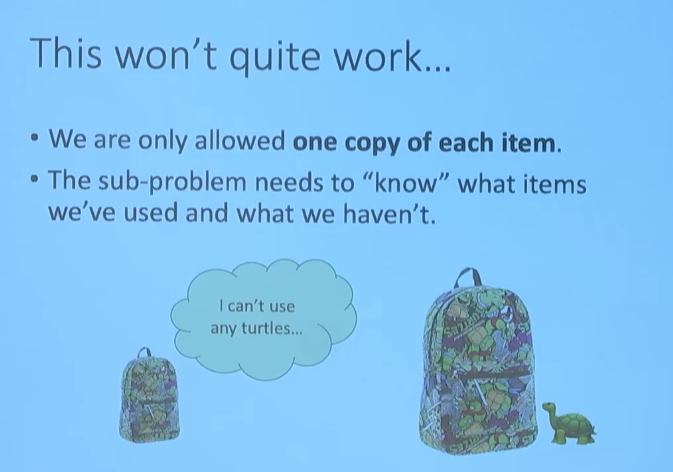 This won't quite work...
• We are only allowed one copy of each item.
• The sub-problem needs to “know” what items
we've used and what we haven't.
I can't use
any turtles...